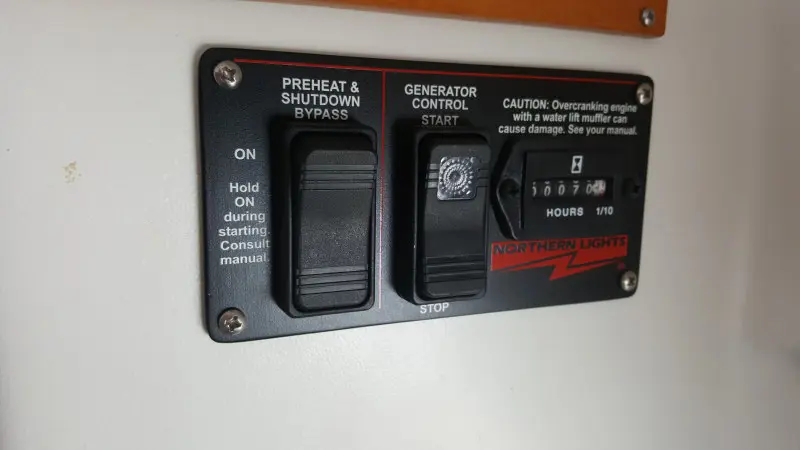 PREHEAT &
SHUTDOWN
BYPASS
ON
Hold
ON
during
starting.
Consult
manual.
GENERATOR
CONTROL
START
STOP
CAUTION: Overcranking engine
with a water lift muffler can
cause damage. See your manual.
HOURS 1/10
NORTHERN LIGHTS